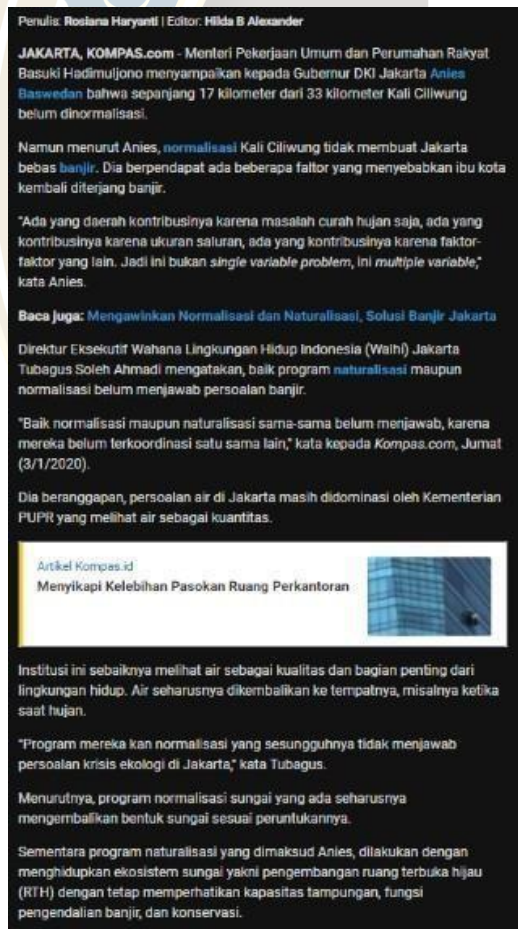 Penulis: Rosiana Haryanti | Editor: Hilda B Alexander
JAKARTA, KOMPAS.com - Menteri Pekerjaan Umum dan Perumahan Rakyat
Basuki Hadimuljono menyampaikan kepada Gubernur DKI Jakarta Anies
Baswedan bahwa sepanjang 17 kilometer dari 33 kilometer Kali Ciliwung
belum dinormalisasi.
Namun menurut Anies, normalisasi Kali Ciliwung tidak membuat Jakarta
bebas banjir. Dia berpendapat ada beberapa faltor yang menyebabkan ibu kota
kembali diterjang banjir.
"Ada yang daerah kontribusinya karena masalah curah hujan saja, ada yang
kontribusinya karena ukuran saluran, ada yang kontribusinya karena faktor-
faktor yang lain. Jadi ini bukan single variable problem, ini multiple variable,"
kata Anies.
Baca juga: Mengawinkan Normalisasi dan Naturalisasi, Solusi Banjir Jakarta
Direktur Eksekutif Wahana Lingkungan Hidup Indonesia (Walhi) Jakarta
Tubagus Soleh Ahmadi mengatakan, baik program naturalisasi maupun
normalisasi belum menjawab persoalan banjir.
"Baik normalisasi maupun naturalisasi sama-sama belum menjawab, karena
mereka belum terkoordinasi satu sama lain," kata kepada Kompas.com, Jumat
(3/1/2020).
Dia beranggapan, persoalan air di Jakarta masih didominasi oleh Kementerian
PUPR yang melihat air sebagai kuantitas.
Artikel Kompas.id
Menyikapi Kelebihan Pasokan Ruang Perkantoran
Institusi ini sebaiknya melihat air sebagai kualitas dan bagian penting dari
lingkungan hidup. Air seharusnya dikembalikan ke tempatnya, misalnya ketika
saat hujan.
"Program mereka kan normalisasi yang sesungguhnya tidak menjawab
persoalan krisis ekologi di Jakarta," kata Tubagus.
Menurutnya, program normalisasi sungai yang ada seharusnya
mengembalikan bentuk sungai sesuai peruntukannya.
Sementara program naturalisasi yang dimaksud Anies, dilakukan dengan
menghidupkan ekosistem sungai yakni pengembangan ruang terbuka hijau
(RTH) dengan tetap memperhatikan kapasitas tampungan, fungsi
pengendalian banjir, dan konservasi.